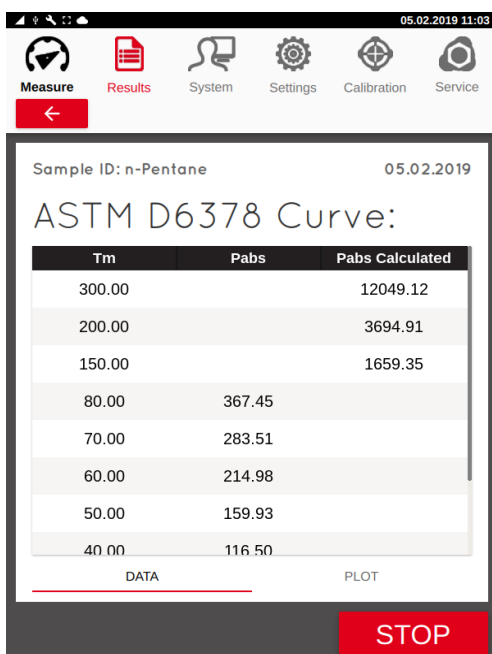 05.02.2019 11:03
Measure Results System Settings Calibration Service
Sample ID: n-Pentane 05.02.2019
ASTM D6378 Curve:
Tm Pabs Pabs Calculated
300.00 12049.12
200.00 3694.91
150.00 1659.35
80.00 367.45
70.00 283.51
60.00 214.98
50.00 159.93
40.00 116.50
DATA PLOT
STOP